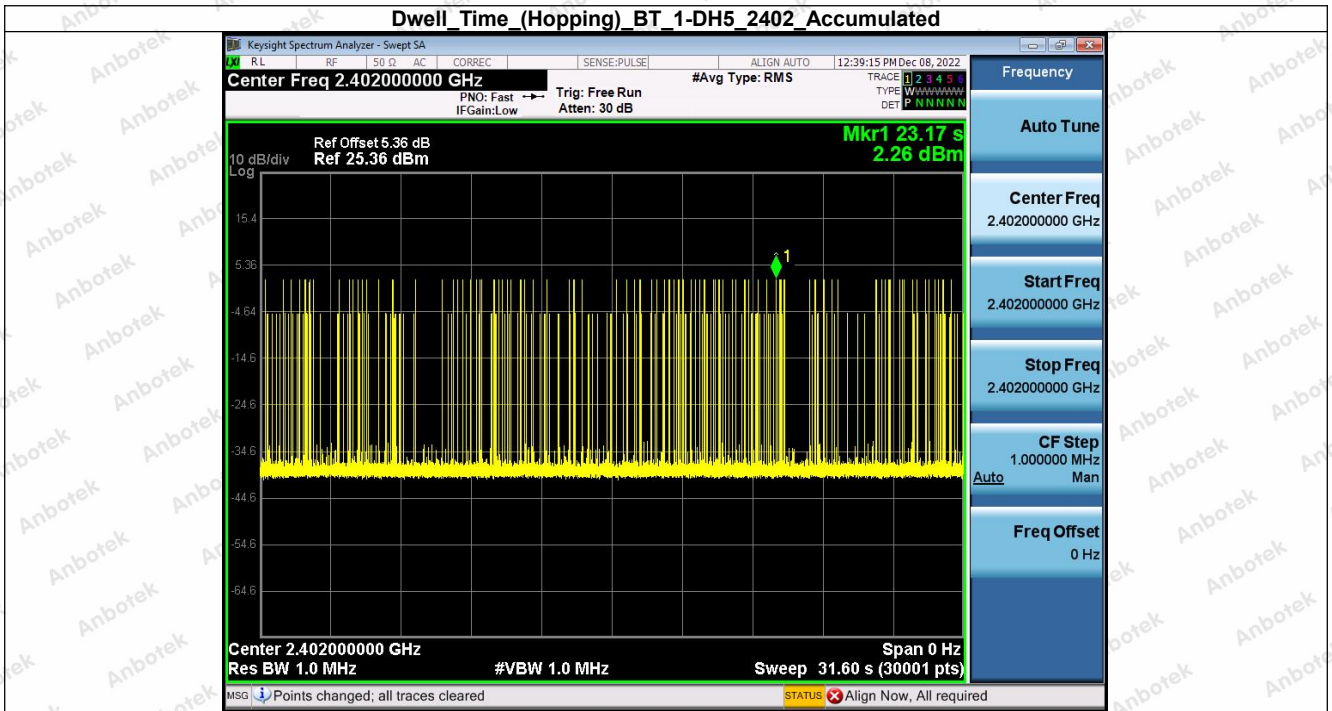 Dwell_Time_(Hopping)_BT_1-DH5_2402_Accumulated
Keysight Spectrum Analyzer - Swept SA
LXI RL RF 50 Ω AC CORREC SENSE:PULSE ALIGN AUTO 12:39:15 PM Dec 08, 2022
Center Freq 2.402000000 GHz
PNO: Fast
IFGain:Low
Trig: Free Run
Atten: 30 dB
#Avg Type: RMS
TRACE 1 2 3 4 5 6
TYPE WWWWWW
DET P N N N N N
Mkr1 23.17 s
2.26 dBm
Ref Offset 5.36 dB
10 dB/div Ref 25.36 dBm
Log
15.4
5.36
-4.64
-14.6
-24.6
-34.6
-44.6
-54.6
-64.6
1
Center 2.402000000 GHz Span 0 Hz
Res BW 1.0 MHz #VBW 1.0 MHz Sweep 31.60 s (30001 pts)
MSG Points changed; all traces cleared STATUS Align Now, All required
Frequency
Auto Tune
Center Freq
2.402000000 GHz
Start Freq
2.402000000 GHz
Stop Freq
2.402000000 GHz
CF Step
1.000000 MHz
Auto Man
Freq Offset
0 Hz
Anbotek